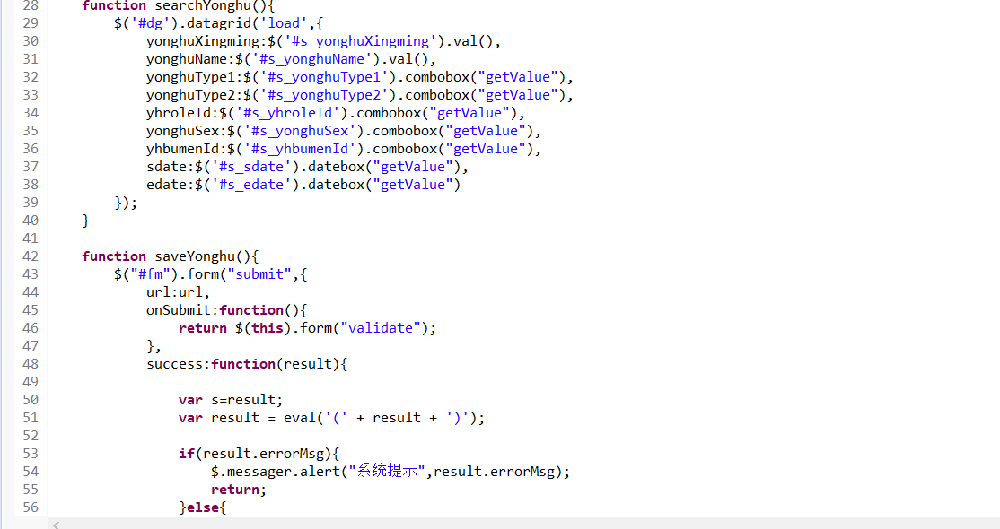 28 function searchYonghu(){
29 $('#dg').datagrid('load',{
30 yonghuXingming:$('#s_yonghuXingming').val(),
31 yonghuName:$('#s_yonghuName').val(),
32 yonghuType1:$('#s_yonghuType1').combobox("getValue"),
33 yonghuType2:$('#s_yonghuType2').combobox("getValue"),
34 yhroleId:$('#s_yhroleId').combobox("getValue"),
35 yonghuSex:$('#s_yonghuSex').combobox("getValue"),
36 yhbumenId:$('#s_yhbumenId').combobox("getValue"),
37 sdate:$('#s_sdate').datebox("getValue"),
38 edate:$('#s_edate').datebox("getValue")
39 });
40 }
41
42 function saveYonghu(){
43 $("#fm").form("submit",{
44 url:url,
45 onSubmit:function(){
46 return $(this).form("validate");
47 },
48 success:function(result){
49
50 var s=result;
51 var result = eval('(' + result + ')');
52
53 if(result.errorMsg){
54 $.messager.alert("系统提示",result.errorMsg);
55 return;
56 }else{